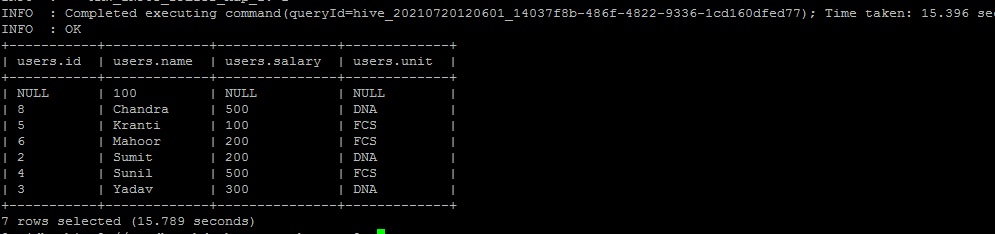 INFO : Completed executing command(queryId=hive_20210720120601_14037f8b-486f-4822-9336-1cd160dfed77); Time taken: 15.396 sec
INFO : OK
+-----------+-------------+---------------+-------------+
| users.id | users.name | users.salary | users.unit |
+-----------+-------------+---------------+-------------+
| NULL | 100 | NULL | NULL |
| 8 | Chandra | 500 | DNA |
| 5 | Kranti | 100 | FCS |
| 6 | Mahoor | 200 | FCS |
| 2 | Sumit | 200 | DNA |
| 4 | Sunil | 500 | FCS |
| 3 | Yadav | 300 | DNA |
+-----------+-------------+---------------+-------------+
7 rows selected (15.789 seconds)